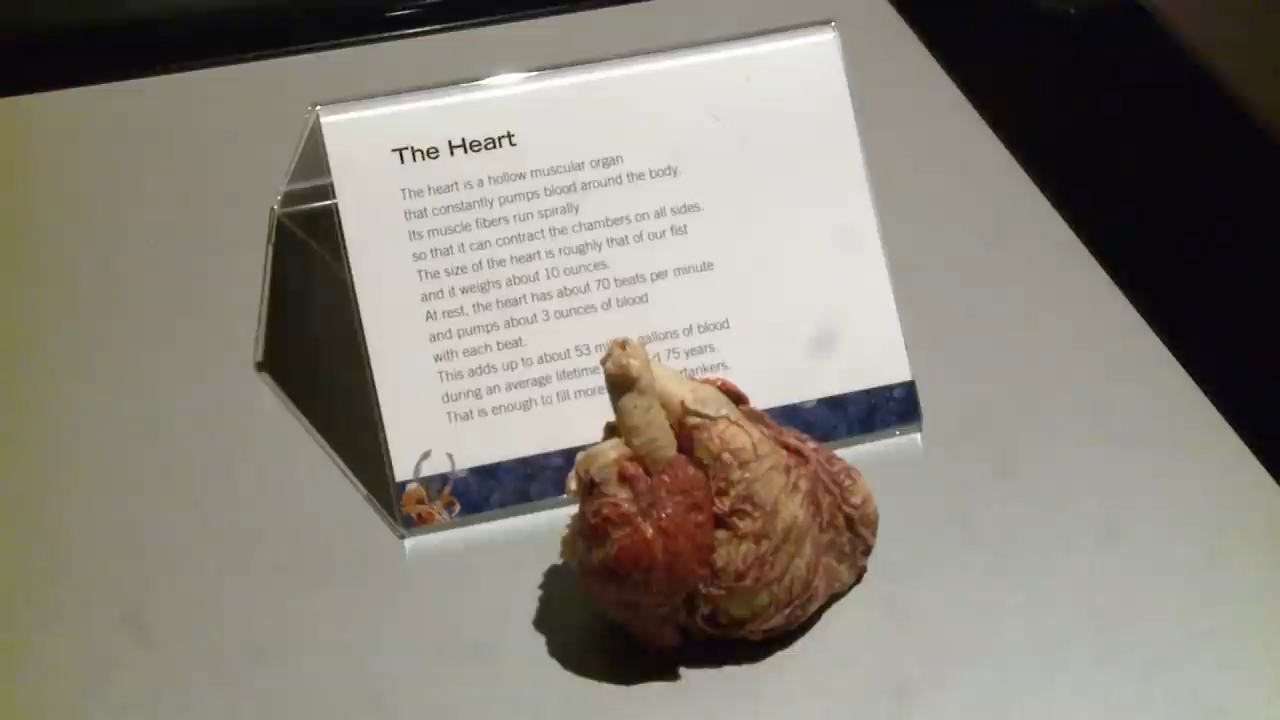 The Heart
The heart is a hollow muscular organ
that constantly pumps blood around the body.
Its muscle fibers run spirally
so that it can contract the chambers on all sides.
The size of the heart is roughly that of our fist
and it weighs about 10 ounces.
At rest, the heart has about 70 beats per minute
and pumps about 3 ounces of blood
with each beat.
This adds up to about 53 gallons of blood
during an average lifetime 75 years.
That is enough to fill more